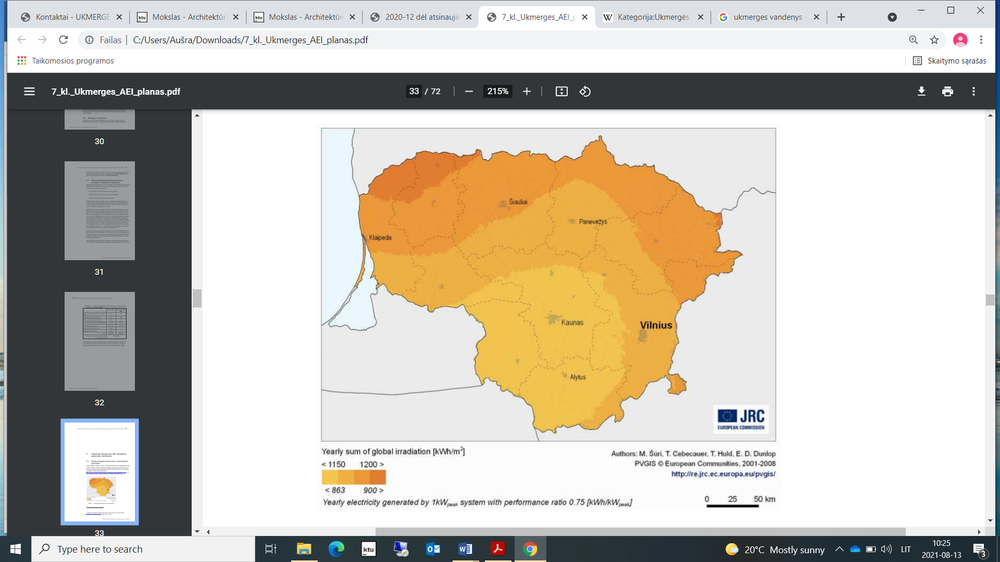 Kontaktai - UKMERGĖ
Mokslas - Architektūr
Mokslas - Architektūr
2020-12 dėl atsinaujin
7_kl._Ukmerges_AEI_p
Kategorija:Ukmergės
ukmerges vandenys -
Failas
C:/Users/Aušra/Downloads/7_kl._Ukmerges_AEI_planas.pdf
Taikomosios programos
Skaitymo sąrašas
7_kl._Ukmerges_AEI_planas.pdf
33 / 72
215%
30
31
32
33
Šiauliai
Panevežys
Klaipeda
Kaunas
Vilnius
Alytus
JRC
EUROPEAN COMMISSION
Yearly sum of global irradiation [kWh/m2]
< 1150 1200 >
< 863 900 >
Yearly electricity generated by 1kWpeak system with performance ratio 0.75 [kWh/kWpeak]
Authors: M. Šúri, T. Cebecauer, T. Huld, E. D. Dunlop
PVGIS © European Communities, 2001-2008
http://re.jrc.ec.europa.eu/pvgis/
0 25 50 km
Type here to search
ktu
20°C Mostly sunny
LIT
10:25
2021-08-13
3